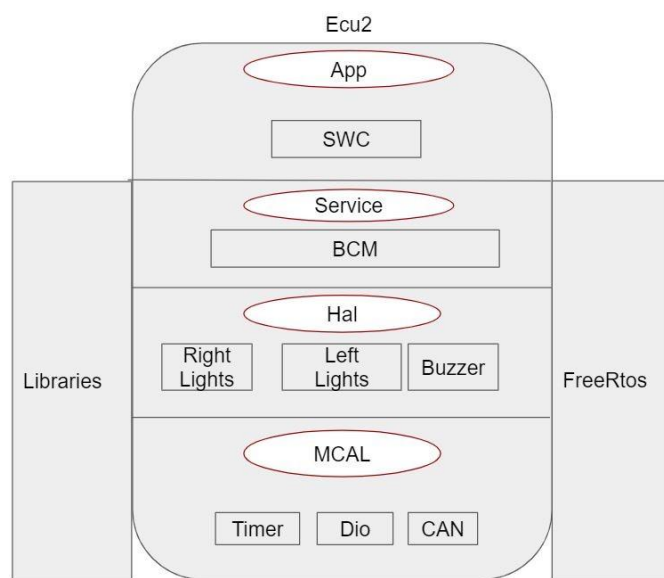 Ecu2
App
SWC
Service
BCM
Hal
Right
Lights
Left
Lights
Buzzer
Libraries
FreeRtos
MCAL
Timer
Dio
CAN